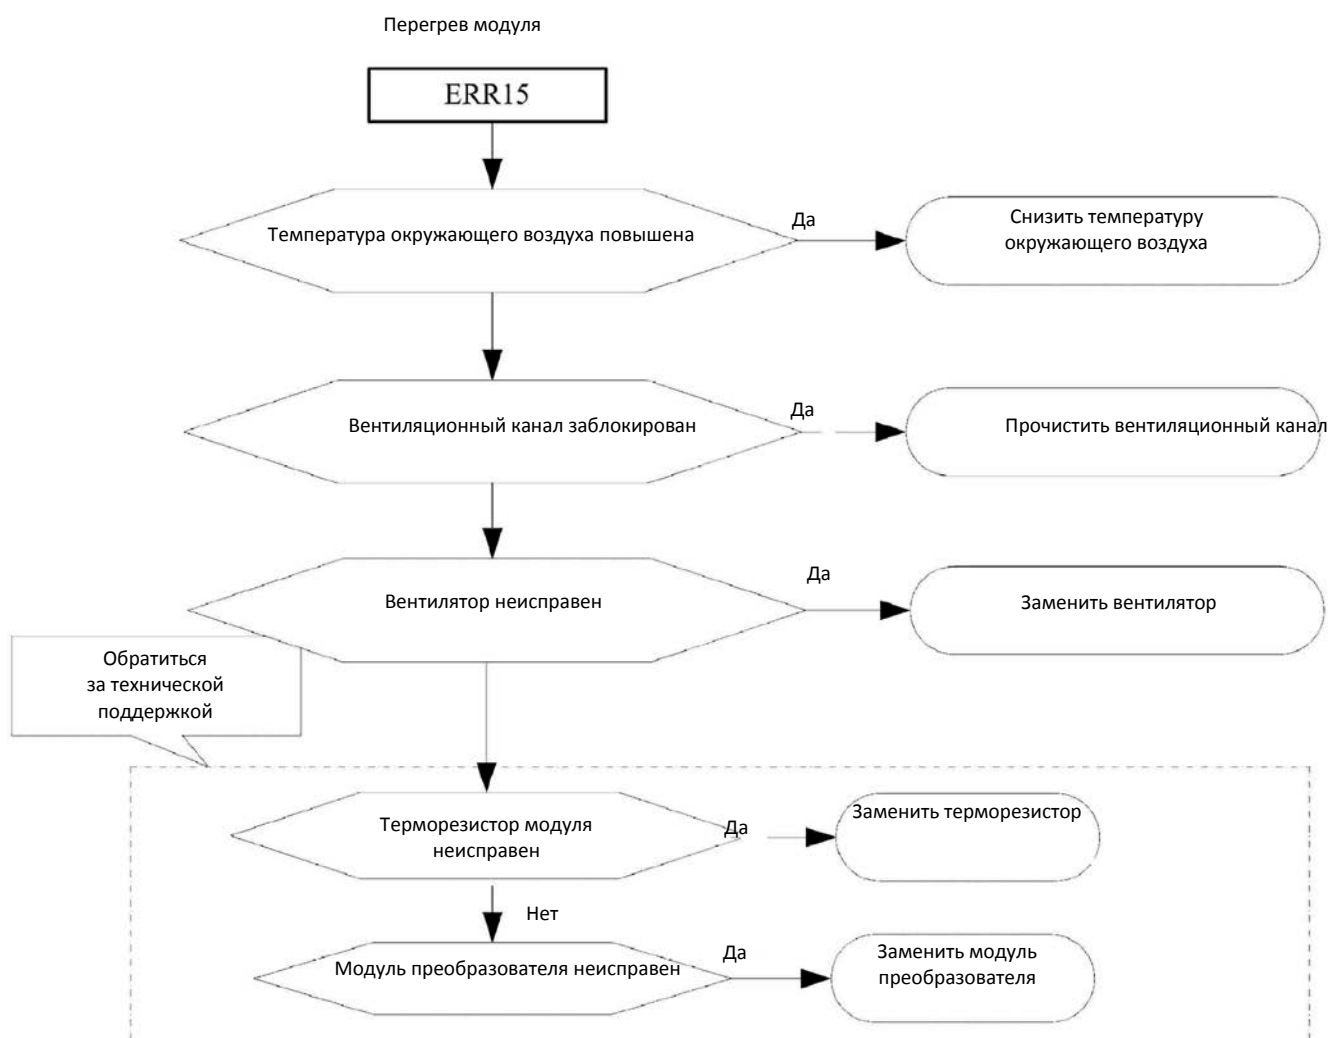 Перегрев модуля
ERR15
Температура окружающего воздуха повышена
Да
Снизить температуру
окружающего воздуха
Вентиляционный канал заблокирован
Да
Прочистить вентиляционный канал
Вентилятор неисправен
Да
Заменить вентилятор
Обратиться
за технической
поддержкой
Терморезистор модуля
неисправен
Да
Заменить терморезистор
Нет
Модуль преобразователя неисправен
Да
Заменить модуль
преобразователя